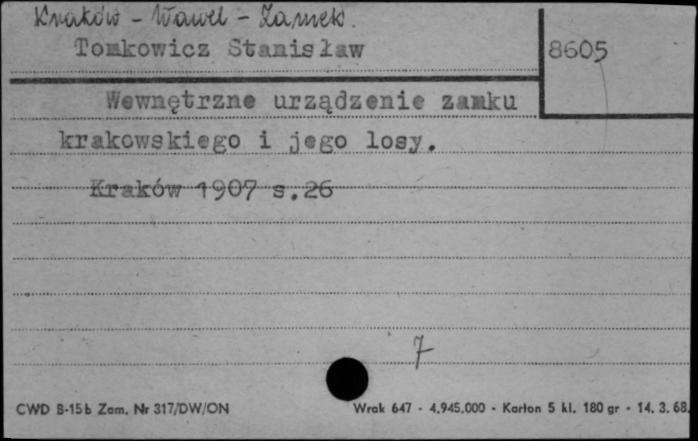 Kraków - Wawel - Zamek.
Tomkowicz Stanisław
8605
Wewnętrzne urządzenie zamku
krakowskiego i jego losy.
Kraków 1907 s.26
7
CWD B-15b Zam. Nr 317/DW/ON
Wrak 647 - 4.945.000 - Karton 5 kl. 180 gr - 14. 3. 68.